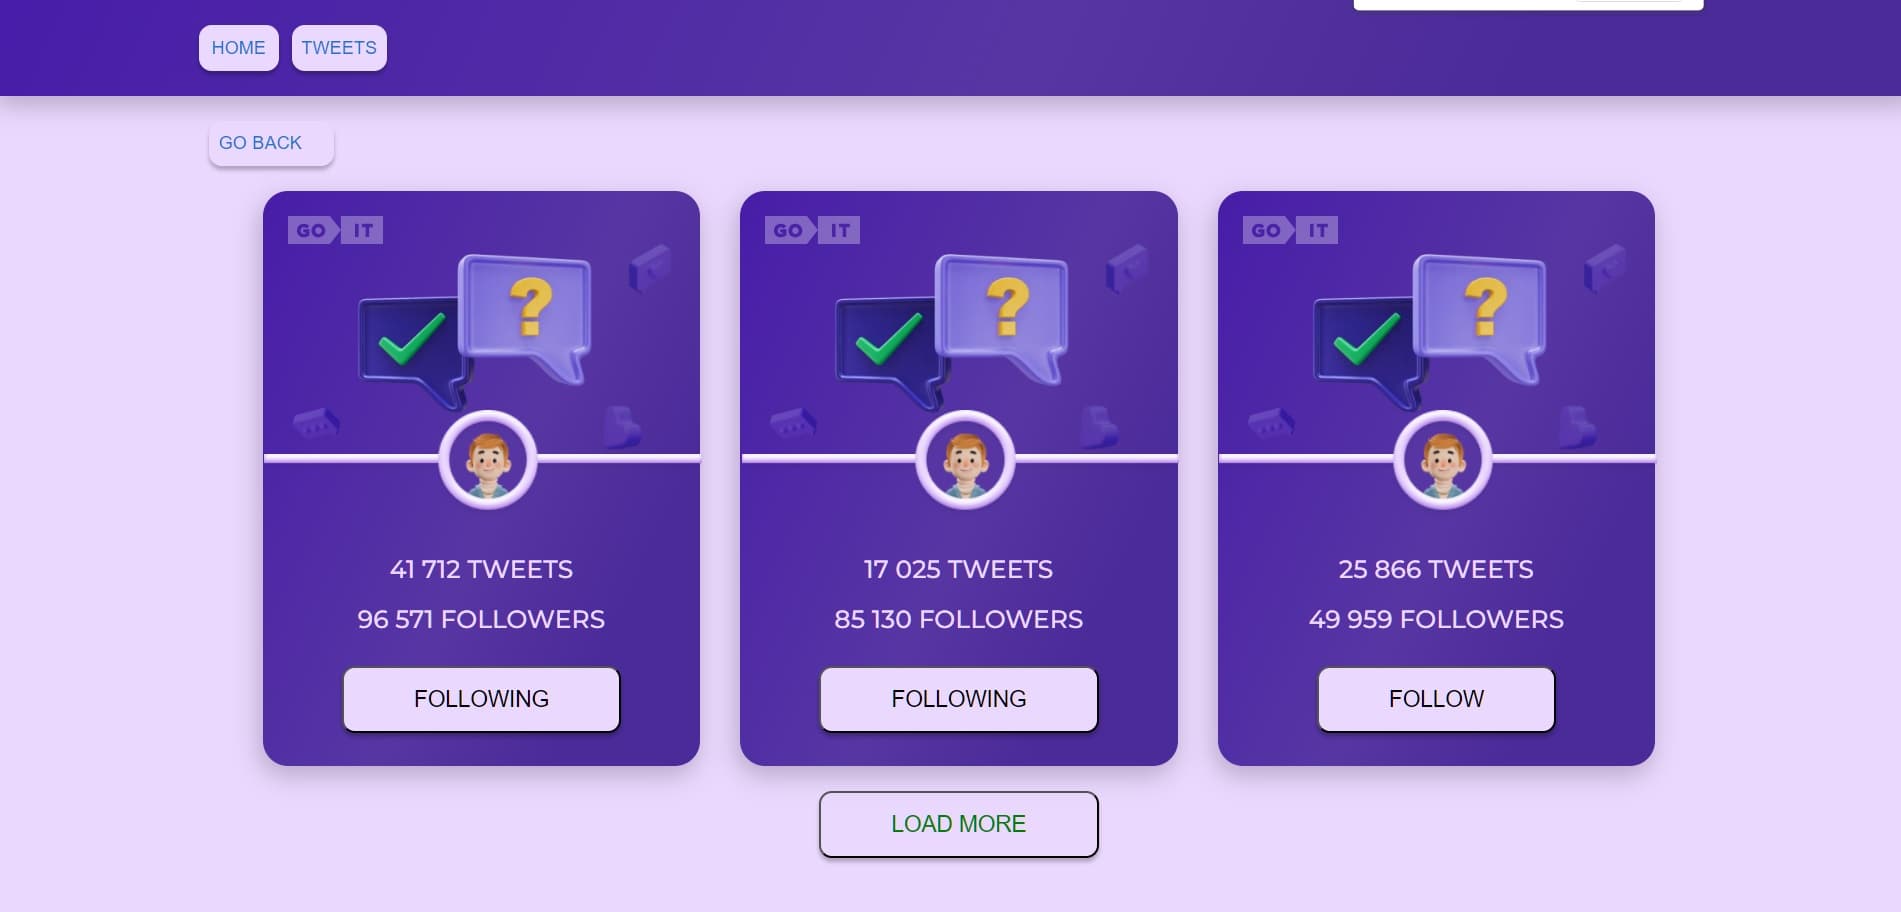 HOME TWEETS
GO BACK
GO IT
GO IT
GO IT
?
?
?
41 712 TWEETS
96 571 FOLLOWERS
FOLLOWING
17 025 TWEETS
85 130 FOLLOWERS
FOLLOWING
25 866 TWEETS
49 959 FOLLOWERS
FOLLOW
LOAD MORE